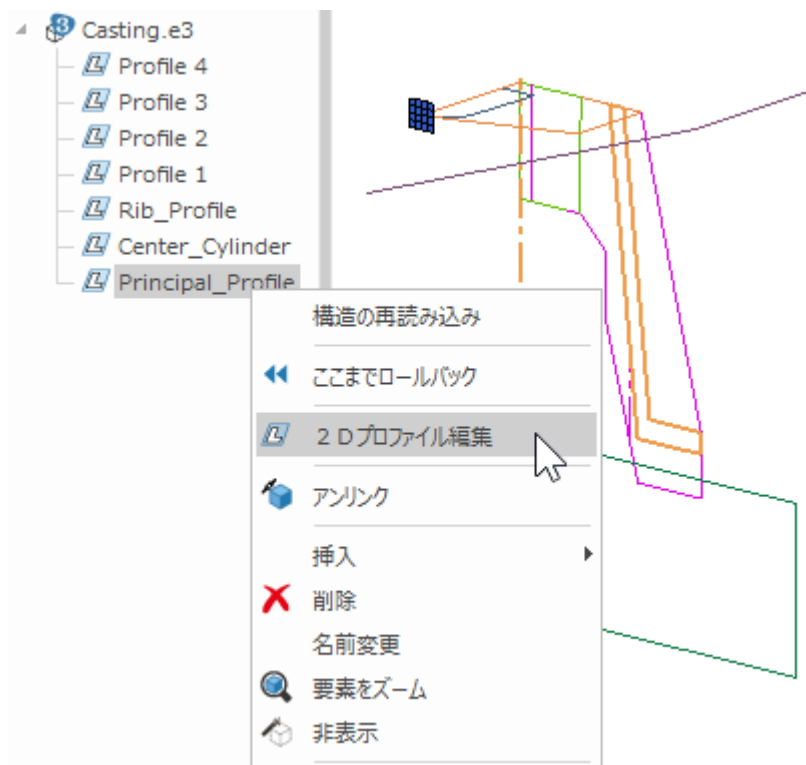 Casting.e3
Profile 4
Profile 3
Profile 2
Profile 1
Rib_Profile
Center_Cylinder
Principal_Profile
構造の再読み込み
ここまでロールバック
２Ｄプロファイル編集
アンリンク
挿入
削除
名前変更
要素をズーム
非表示